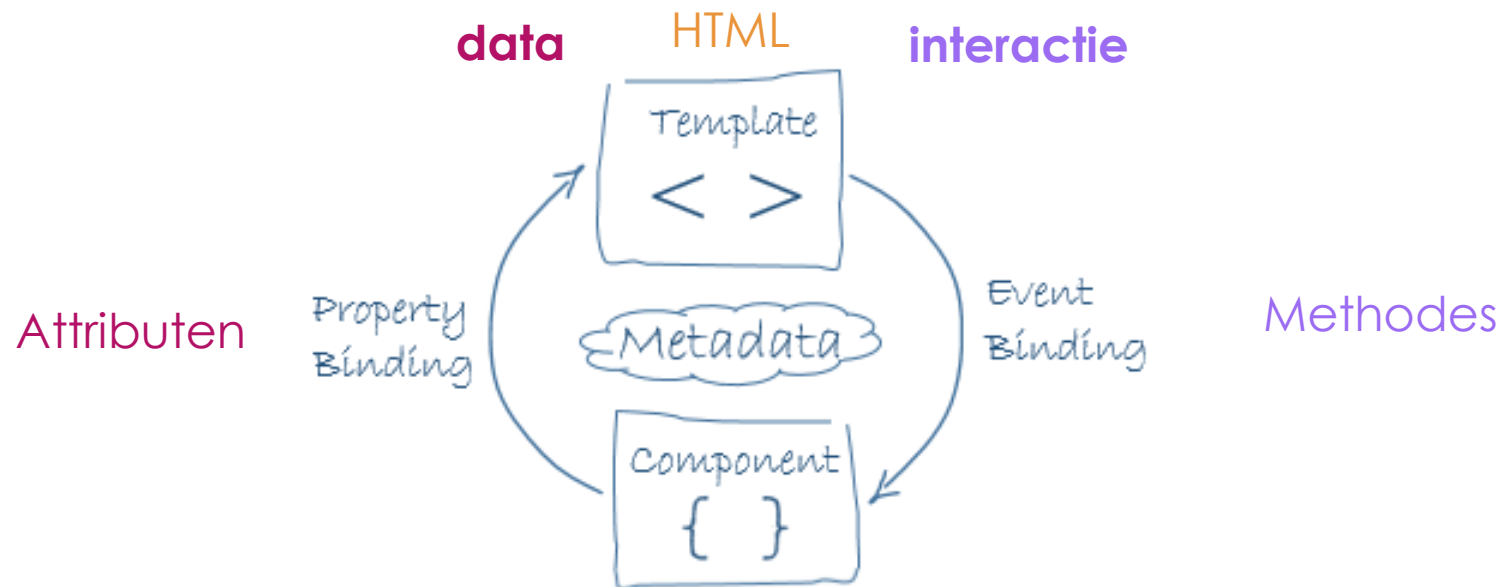 data HTML interactie
Template
< >
Attributen
Property
Binding
Metadata
Event
Binding
Methodes
Component
{ }